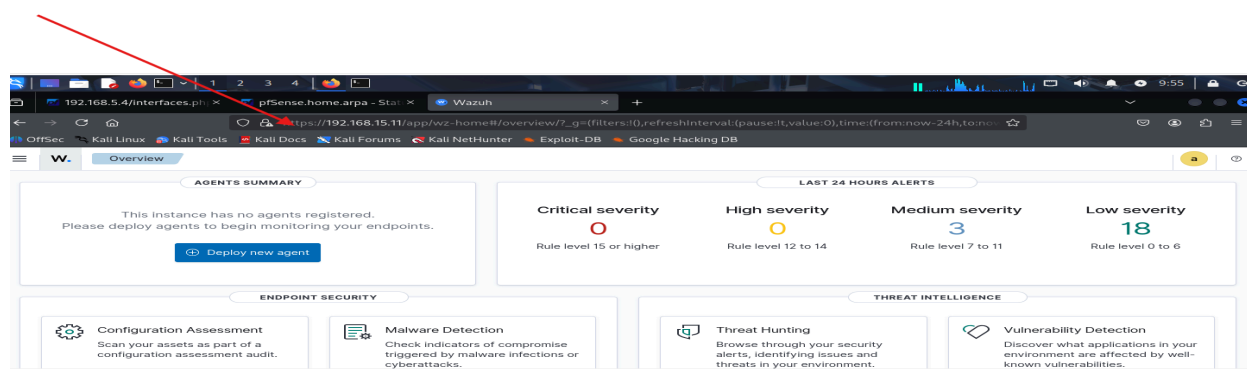 1 2 3 4 9:55
192.168.5.4/interfaces.ph pfSense.home.arpa - Stat Wazuh
https://192.168.15.11/app/wz-home#/overview/?_g=(filters:!(),refreshInterval:(pause:!t,value:0),time:(from:now-24h,to:no
OffSec Kali Linux Kali Tools Kali Docs Kali Forums Kali NetHunter Exploit-DB Google Hacking DB
W. Overview a
AGENTS SUMMARY
This instance has no agents registered.
Please deploy agents to begin monitoring your endpoints.
Deploy new agent
LAST 24 HOURS ALERTS
Critical severity
0
Rule level 15 or higher
High severity
0
Rule level 12 to 14
Medium severity
3
Rule level 7 to 11
Low severity
18
Rule level 0 to 6
ENDPOINT SECURITY
Configuration Assessment
Scan your assets as part of a
configuration assessment audit.
Malware Detection
Check indicators of compromise
triggered by malware infections or
cyberattacks.
THREAT INTELLIGENCE
Threat Hunting
Browse through your security
alerts, identifying issues and
threats in your environment.
Vulnerability Detection
Discover what applications in your
environment are affected by well-
known vulnerabilities.